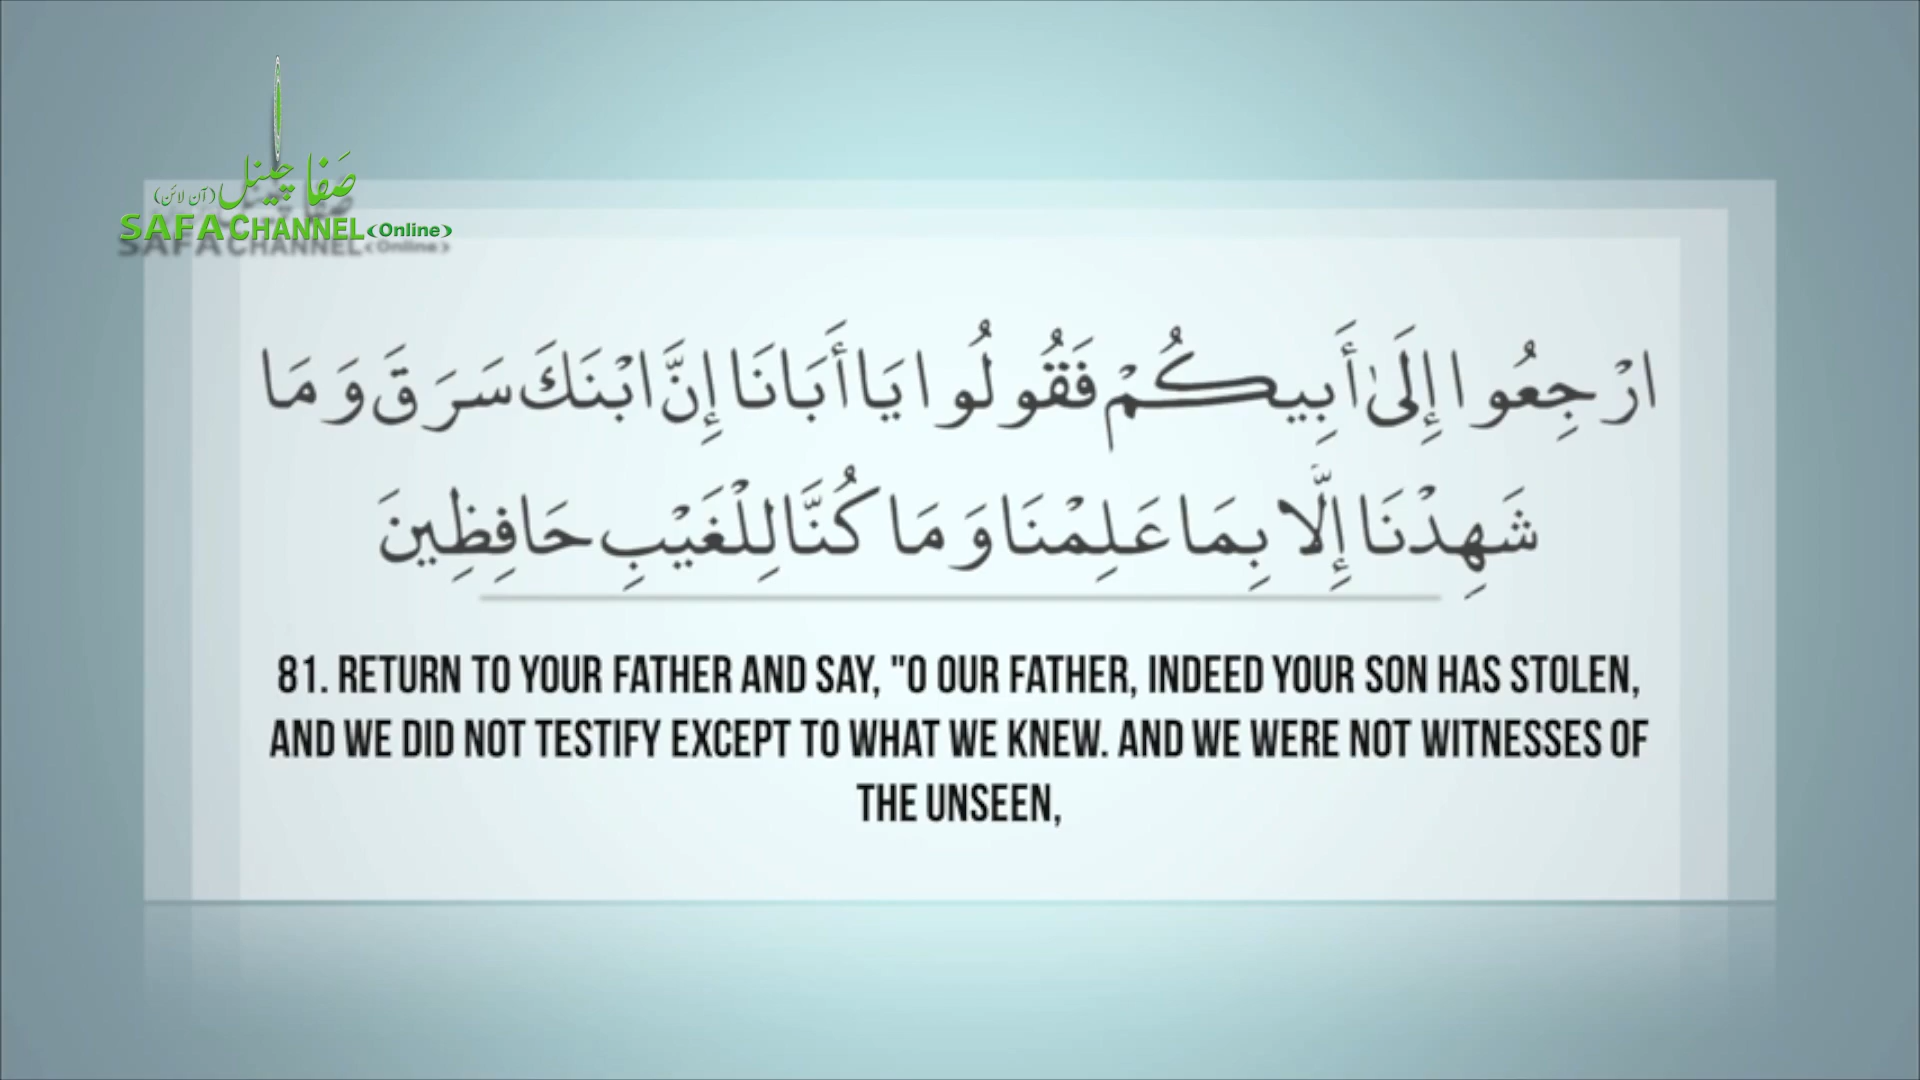 صفا چینل (آن لائن)
SAFA CHANNEL (Online)
ارْجِعُوا إِلَىٰ أَبِيكُمْ فَقُولُوا يَا أَبَانَا إِنَّ ابْنَكَ سَرَقَ وَمَا
شَهِدْنَا إِلَّا بِمَا عَلِمْنَا وَمَا كُنَّا لِلْغَيْبِ حَافِظِينَ
81. RETURN TO YOUR FATHER AND SAY, "O OUR FATHER, INDEED YOUR SON HAS STOLEN,
AND WE DID NOT TESTIFY EXCEPT TO WHAT WE KNEW. AND WE WERE NOT WITNESSES OF
THE UNSEEN,